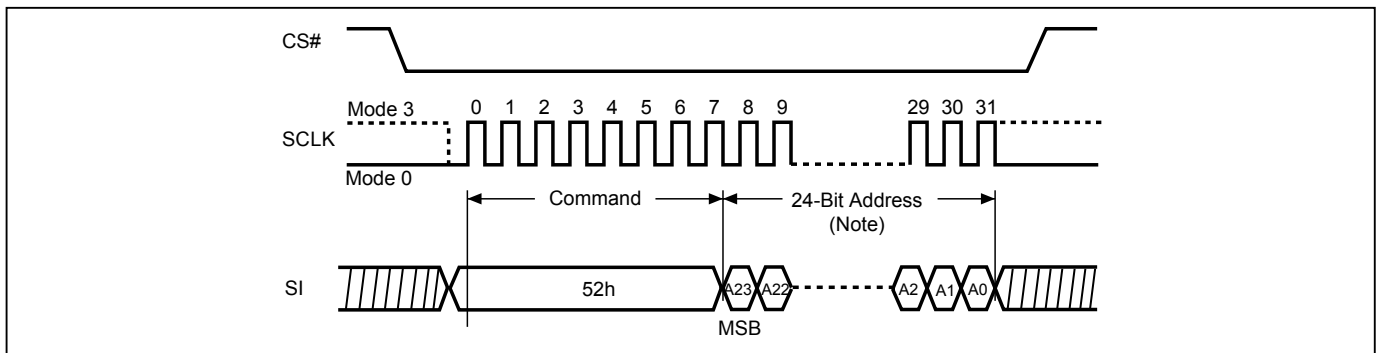 CS#
Mode 3
0 1 2 3 4 5 6 7 8 9 29 30 31
SCLK
Mode 0
Command
24-Bit Address
(Note)
SI
52h
A23 A22 A2 A1 A0
MSB